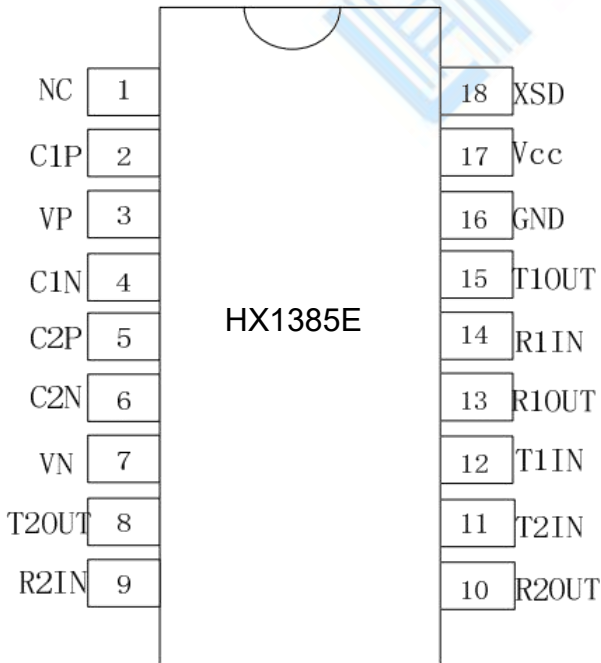 NC 1 18 XSD
C1P 2 17 Vcc
VP 3 16 GND
C1N 4 15 T1OUT
HX1385E
C2P 5 14 R1IN
C2N 6 13 R1OUT
VN 7 12 T1IN
T2OUT 8 11 T2IN
R2IN 9 10 R2OUT